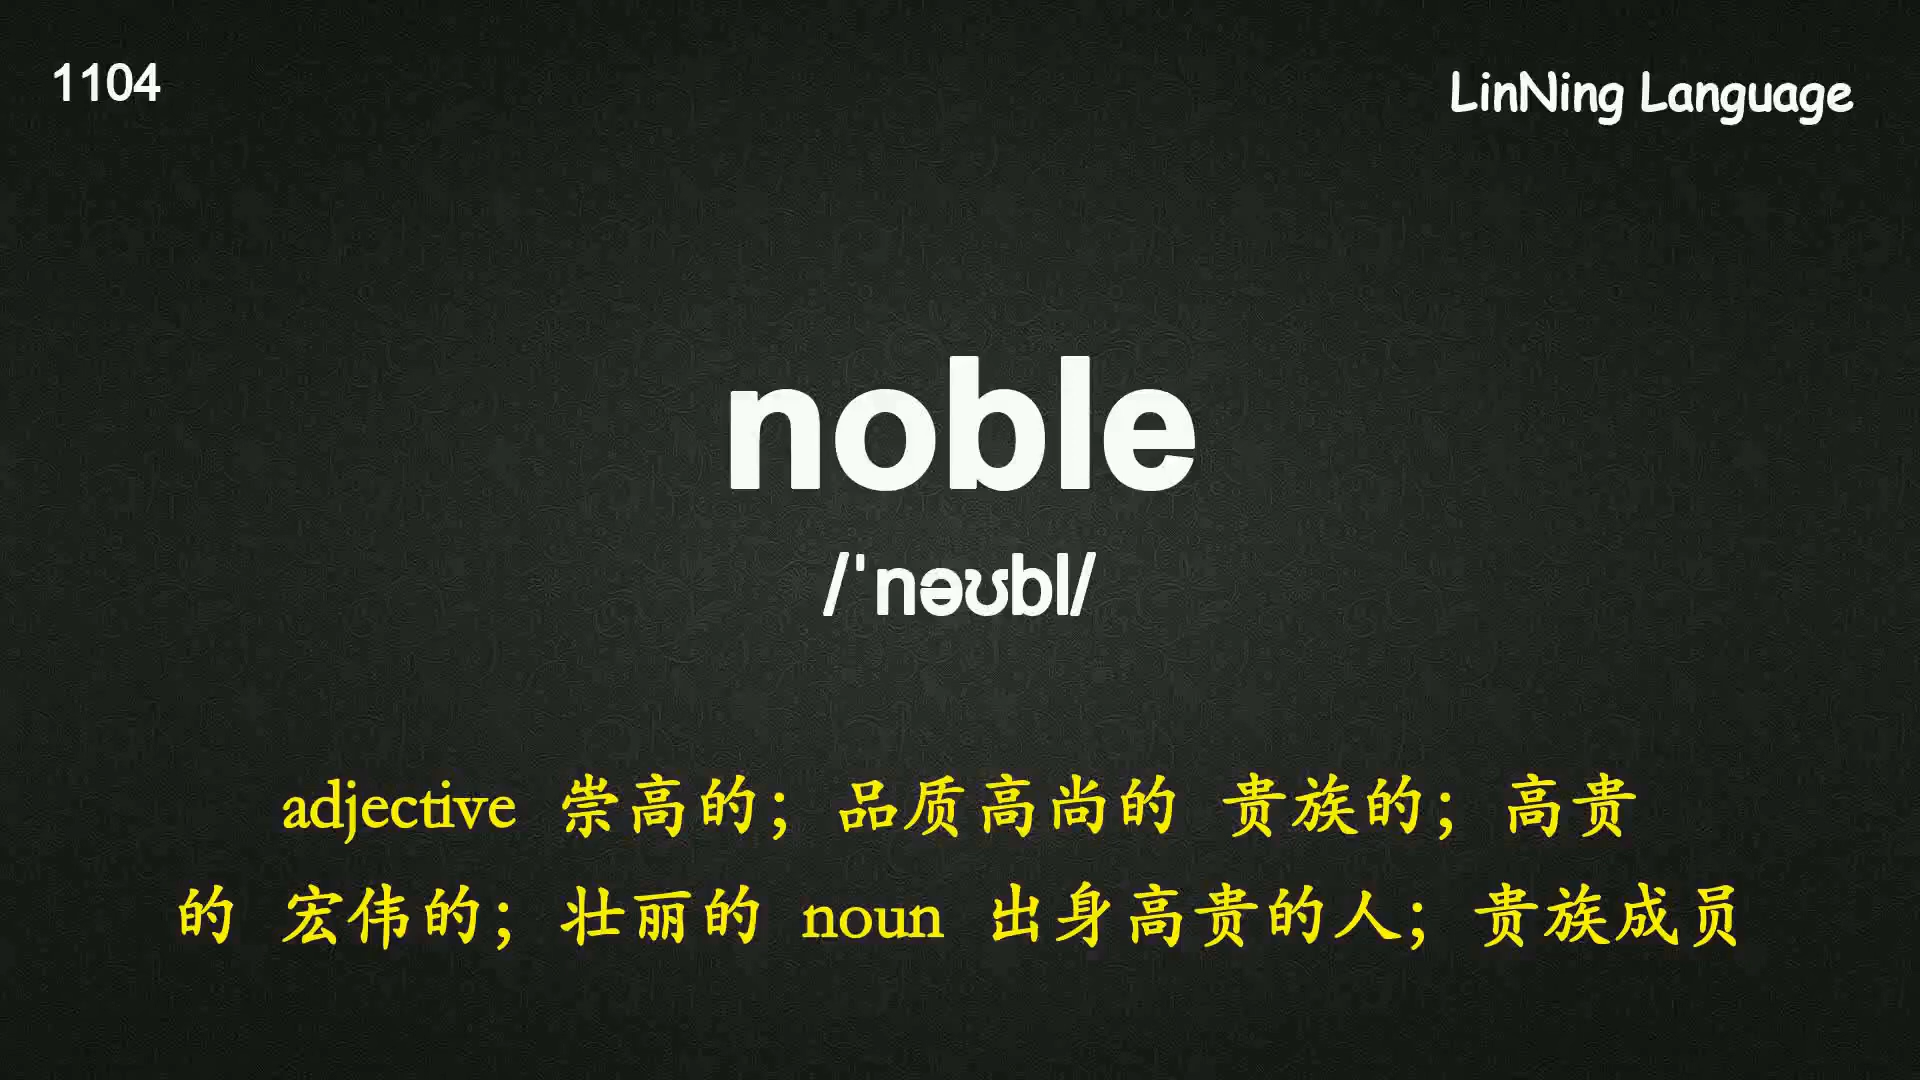 1104
LinNing Language
noble
/ˈnəʊbl/
adjective 崇高的；品质高尚的 贵族的；高贵
的 宏伟的；壮丽的 noun 出身高贵的人；贵族成员